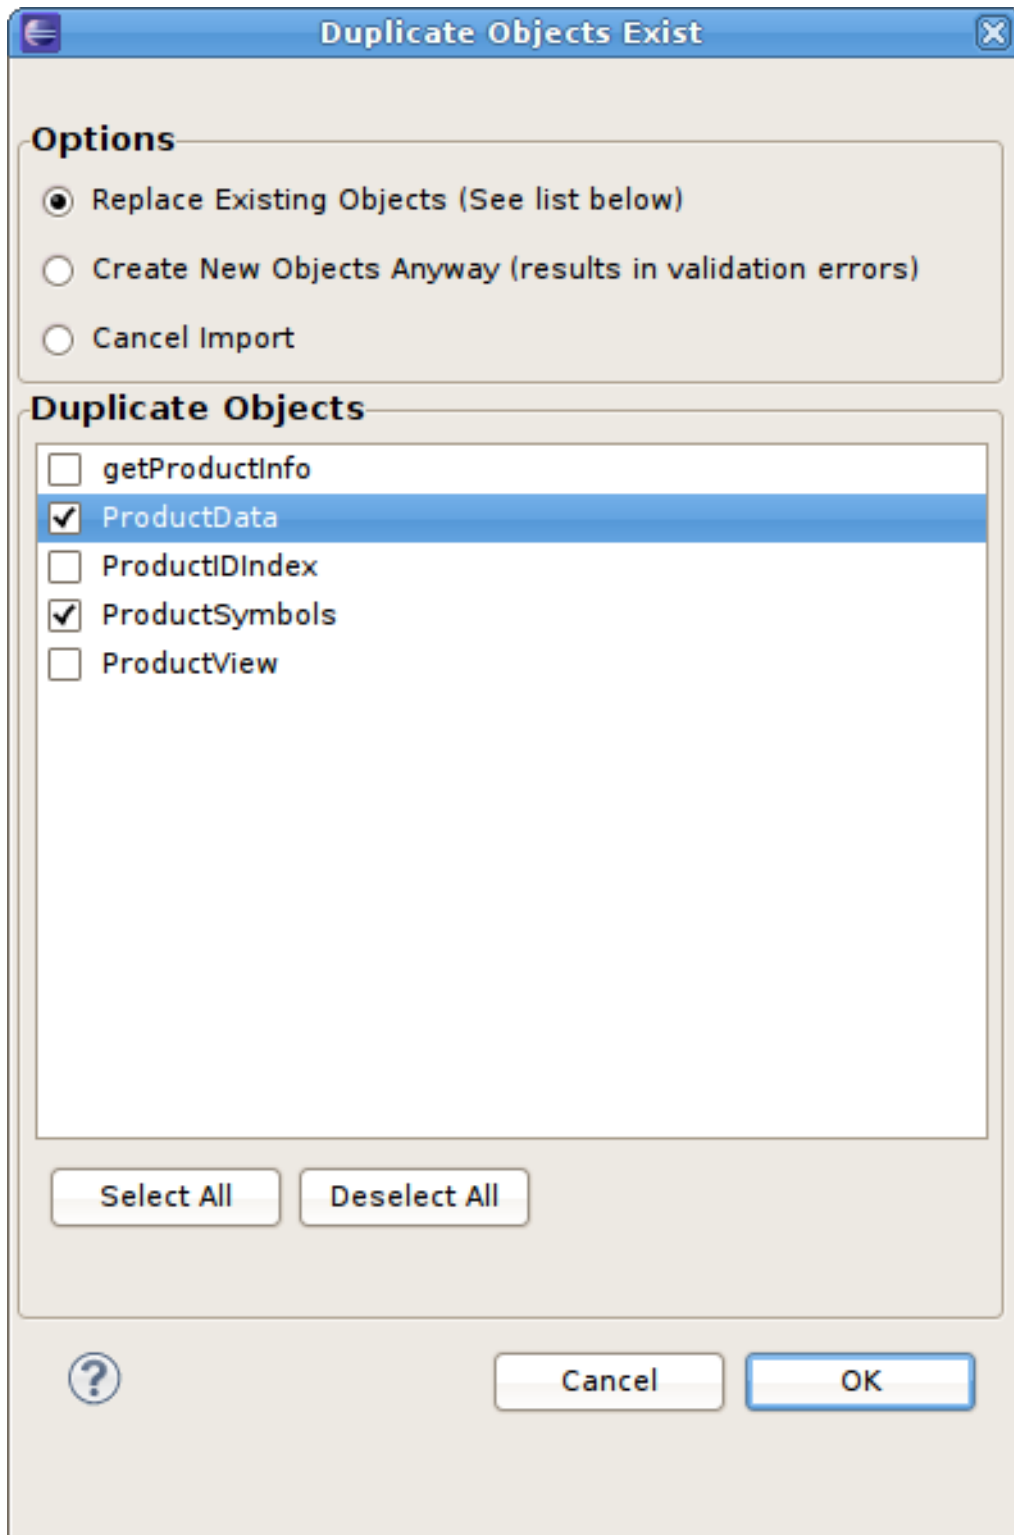 Duplicate Objects Exist
Options
Replace Existing Objects (See list below)
Create New Objects Anyway (results in validation errors)
Cancel Import
Duplicate Objects
getProductInfo
ProductData
ProductIDIndex
ProductSymbols
ProductView
Select All Deselect All
? Cancel OK